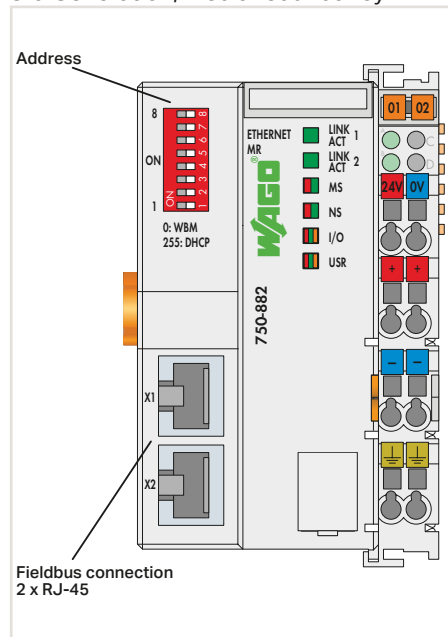 Address
8
ON
1
ON
1 2 3 4 5 6 7 8
0: WBM
255: DHCP
ETHERNET
MR
LINK 1
ACT
LINK 2
ACT
MS
NS
I/O
USR
WAGO®
750-882
01 02
C
D
24V 0V
+ +
— —
X1
X2
Fieldbus connection
2 x RJ-45